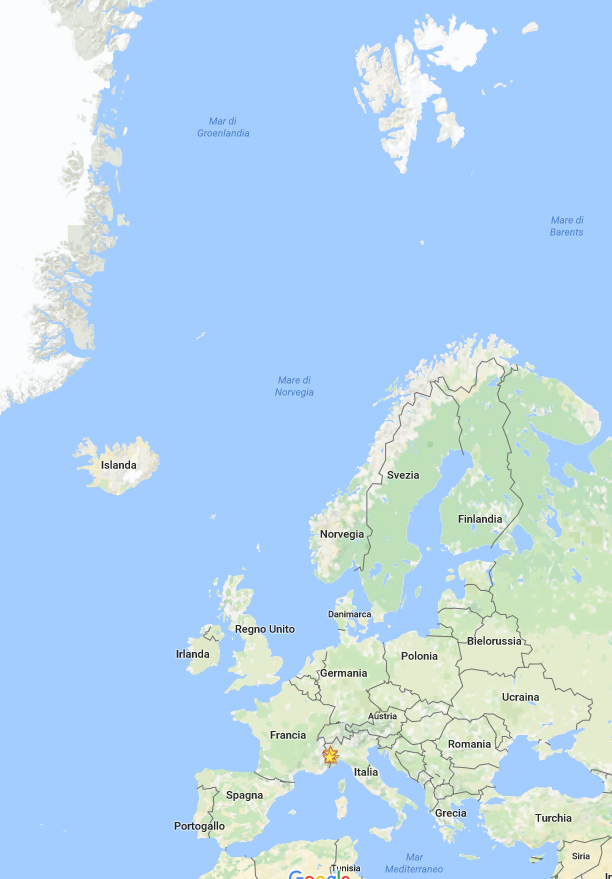 Mar di
Groenlandia
Mare di
Barents
Mare di
Norvegia
Islanda
Svezia
Finlandia
Norvegia
Danimarca
Regno Unito
Bielorussia
Irlanda
Polonia
Germania
Ucraina
Austria
Francia
Romania
Italia
Spagna
Grecia
Turchia
Portogallo
Siria
Mar
Mediterraneo
Tunisia
Google